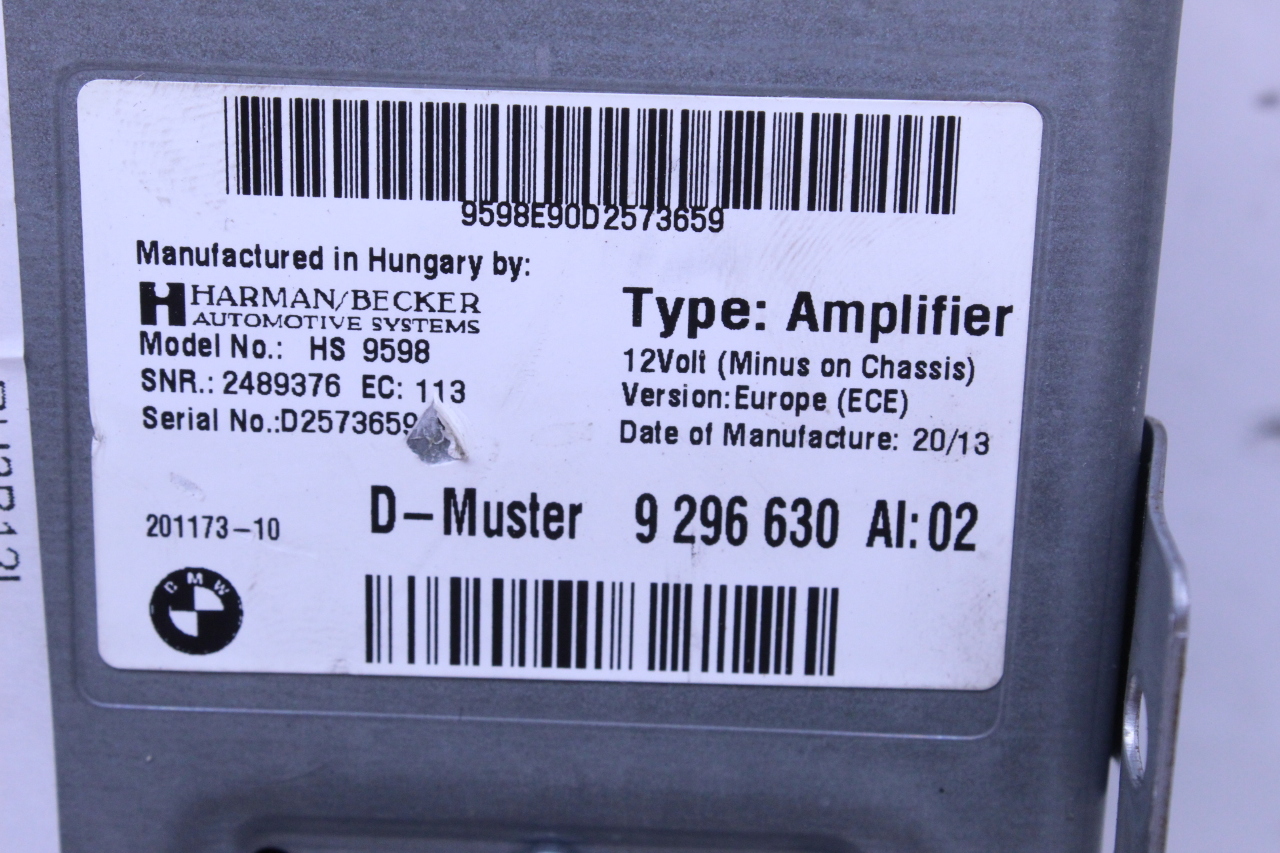 9598E90D2573659
Manufactured in Hungary by:
HARMAN/BECKER
AUTOMOTIVE SYSTEMS
Model No.: HS 9598
SNR.: 2489376 EC: 113
Serial No.:D2573659
Type: Amplifier
12Volt (Minus on Chassis)
Version:Europe (ECE)
Date of Manufacture: 20/13
D-Muster 9 296 630 AI:02
201173-10
BMW